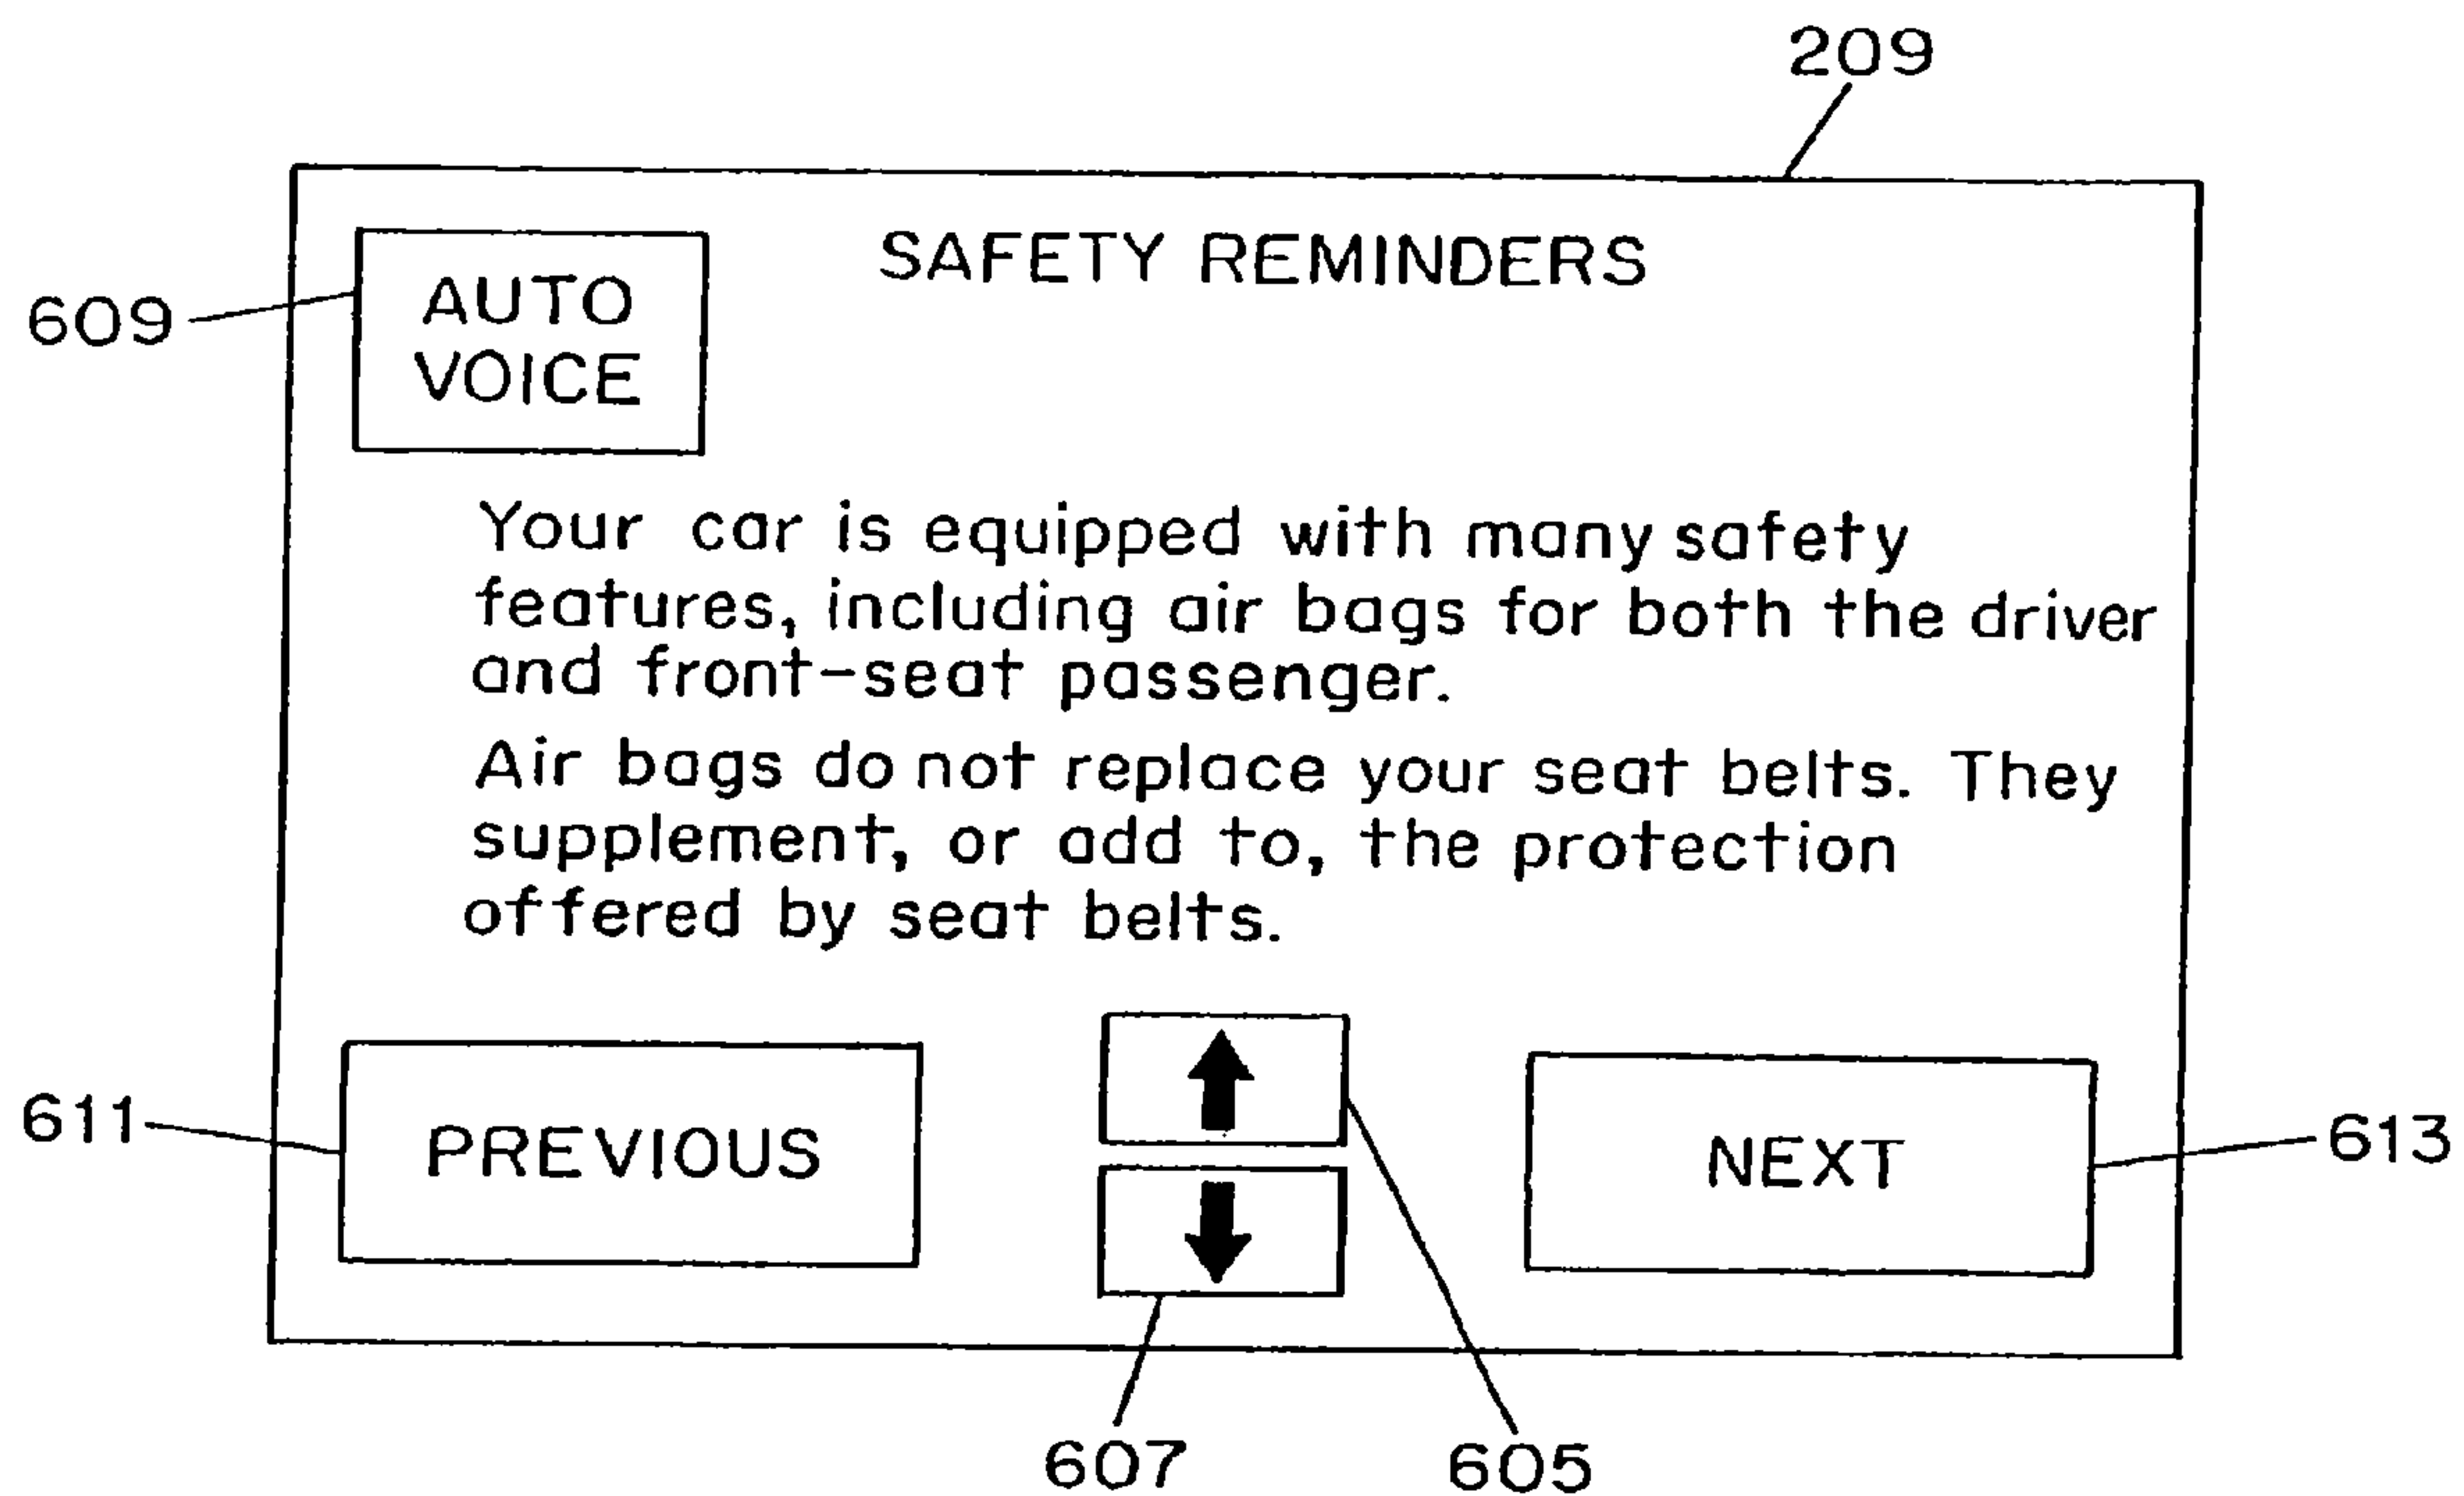 209
SAFETY REMINDERS
AUTO
VOICE
609
Your car is equipped with many safety
features, including air bags for both the driver
and front-seat passenger.
Air bags do not replace your seat belts. They
supplement, or add to, the protection
offered by seat belts.
611
PREVIOUS
NEXT
613
607
605